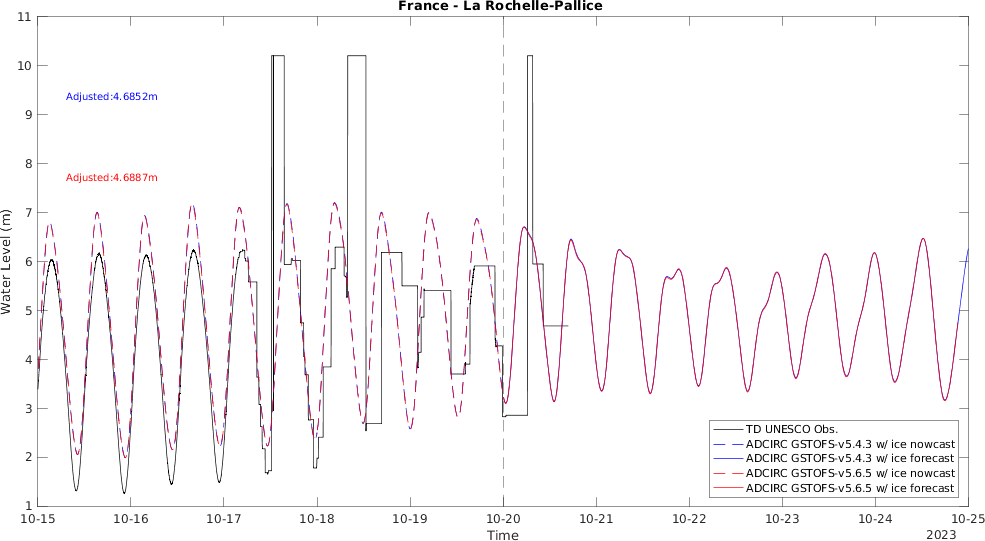 France - La Rochelle-Pallice
11
10
9
8
7
6
5
4
3
2
1
Water Level (m)
Adjusted:4.6852m
Adjusted:4.6887m
TD UNESCO Obs.
ADCIRC GSTOFS-v5.4.3 w/ ice nowcast
ADCIRC GSTOFS-v5.4.3 w/ ice forecast
ADCIRC GSTOFS-v5.6.5 w/ ice nowcast
ADCIRC GSTOFS-v5.6.5 w/ ice forecast
10-15 10-16 10-17 10-18 10-19 10-20 10-21 10-22 10-23 10-24 10-25
Time
2023